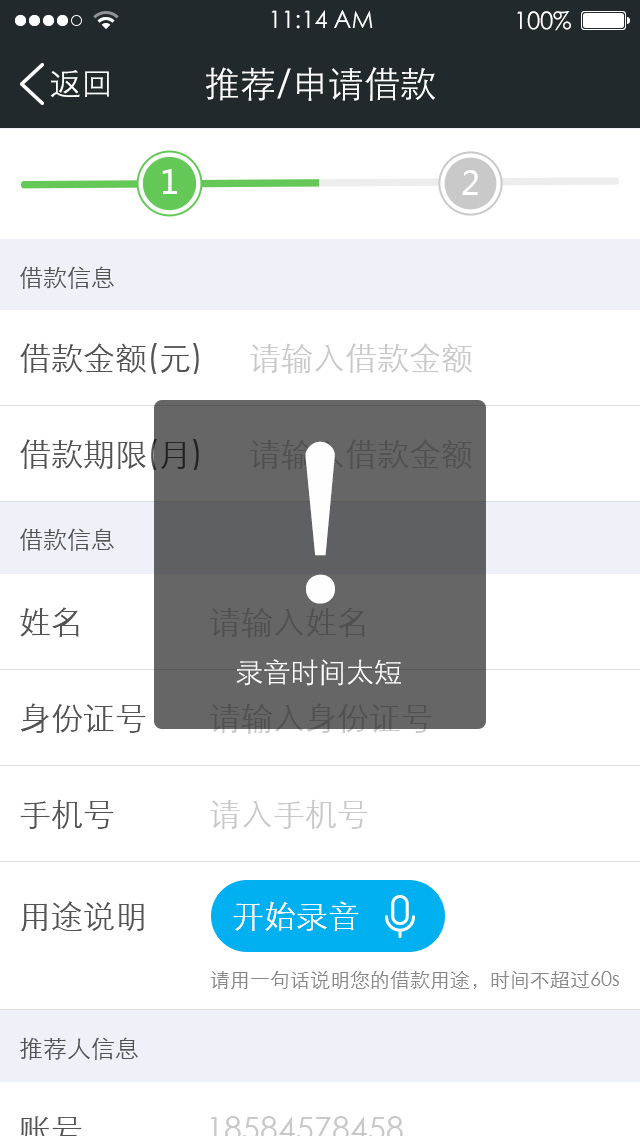 11:14 AM 100%
返回 推荐/申请借款
1 2
借款信息
借款金额(元) 请输入借款金额
借款期限(月) 请输入借款金额
借款信息
姓名 请输入姓名
录音时间太短
身份证号 请输入身份证号
手机号 请入手机号
用途说明 开始录音
请用一句话说明您的借款用途，时间不超过60s
推荐人信息
账号 18584578458